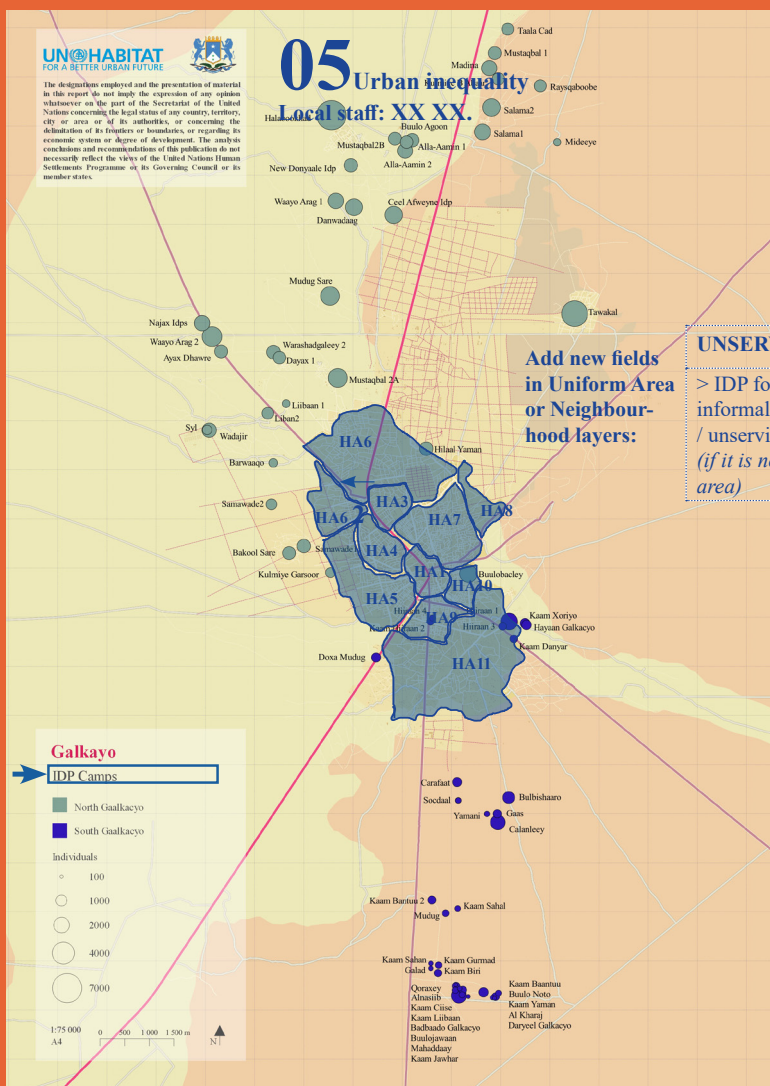 UN HABITAT
FOR A BETTER URBAN FUTURE
The designations employed and the presentation of material
in this report do not imply the expression of any opinion
whatsoever on the part of the Secretariat of the United
Nations concerning the legal status of any country, territory,
city or area or of its authorities, or concerning the
delimitation of its frontiers or boundaries, or regarding its
economic system or degree of development. The analysis
conclusions and recommendations of this publication do not
necessarily reflect the views of the United Nations Human
Settlements Programme or its Governing Council or its
member states.
05 Urban inequality
Local staff: XX XX.
Taala Cad
Mustaqbal 1
Madina
Raysqaboobe
Salama2
Buulo Agoon
Salama1
Mustaqbal2B
Alla-Aamin 1
Mideeye
Alla-Aamin 2
New Donyaale Idp
Waayo Arag 1
Ceel Afweyne Idp
Danwadaag
Mudug Sare
Tawakal
Najax Idps
Waayo Arag 2
Ayax Dhawre
Warashadgaleey 2
Dayax 1
Mustaqbal 2A
Add new fields
in Uniform Area
or Neighbour-
hood layers:
UNSER
> IDP fo
informal
/ unservi
(if it is no
area)
Liibaan 1
Liban2
Syl
Wadajir
HA6
Hilaal Yaman
Barwaaqo
Samawade2
HA3
HA6 2
HA7
HA8
Samawade1
HA4
Bakool Sare
Kulmiye Garsoor
HA1
Buulobacley
HA10
HA5
Hiiraan 4
Hiiraan 1
HA9
Kaam Hiiraan 2
Hiiraan 3
Kaam Xoriyo
Hayaan Galkacyo
Kaam Danyar
Doxa Mudug
HA11
Galkayo
IDP Camps
North Gaalkacyo
South Gaalkacyo
Individuals
100
1000
2000
4000
7000
1:75 000
A4
0 500 1 000 1 500 m
N
Carafaat
Socdaal
Bulbishaaro
Yamani
Gaas
Calanleey
Kaam Bantuu 2
Kaam Sahal
Mudug
Kaam Sahan
Kaam Gurmad
Galad
Kaam Biri
Qoraxey
Alnasiib
Kaam Ciise
Kaam Liibaan
Badbaado Galkacyo
Buulojawaan
Mahaddaay
Kaam Jawhar
Kaam Baantuu
Buulo Noto
Kaam Yaman
Al Kharaj
Daryeel Galkacyo